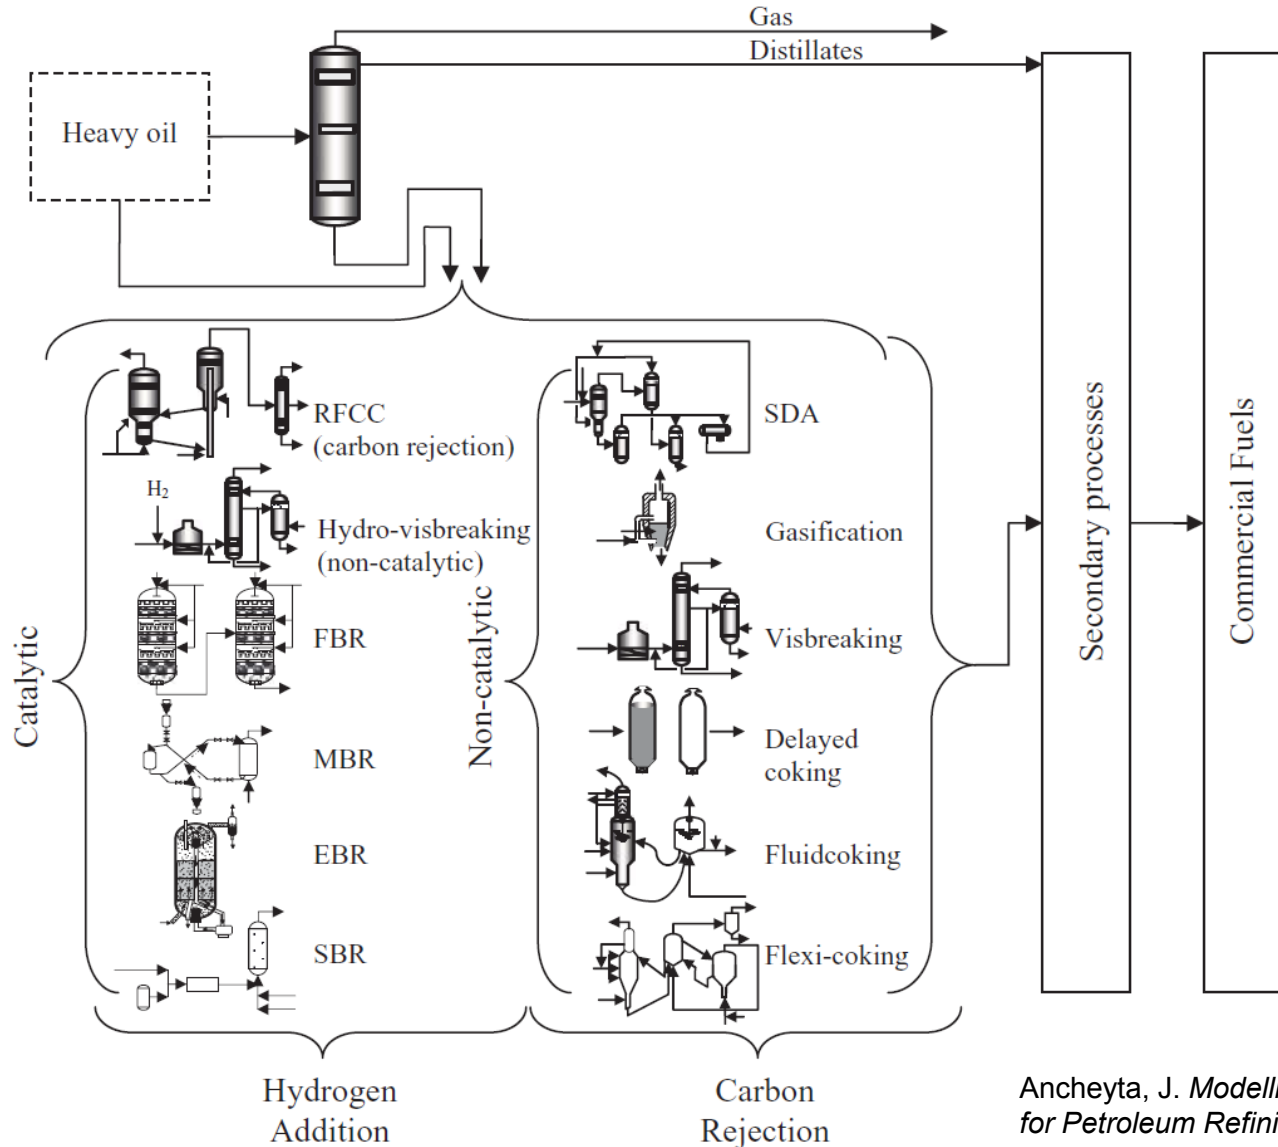 Gas
Distillates
Heavy oil
RFCC
(carbon rejection)
H2
Hydro-visbreaking
(non-catalytic)
FBR
MBR
EBR
SBR
Catalytic
Non-catalytic
SDA
Gasification
Visbreaking
Delayed
coking
Fluidcoking
Flexi-coking
Secondary processes
Commercial Fuels
Hydrogen
Addition
Carbon
Rejection
Ancheyta, J.
for Petroleum